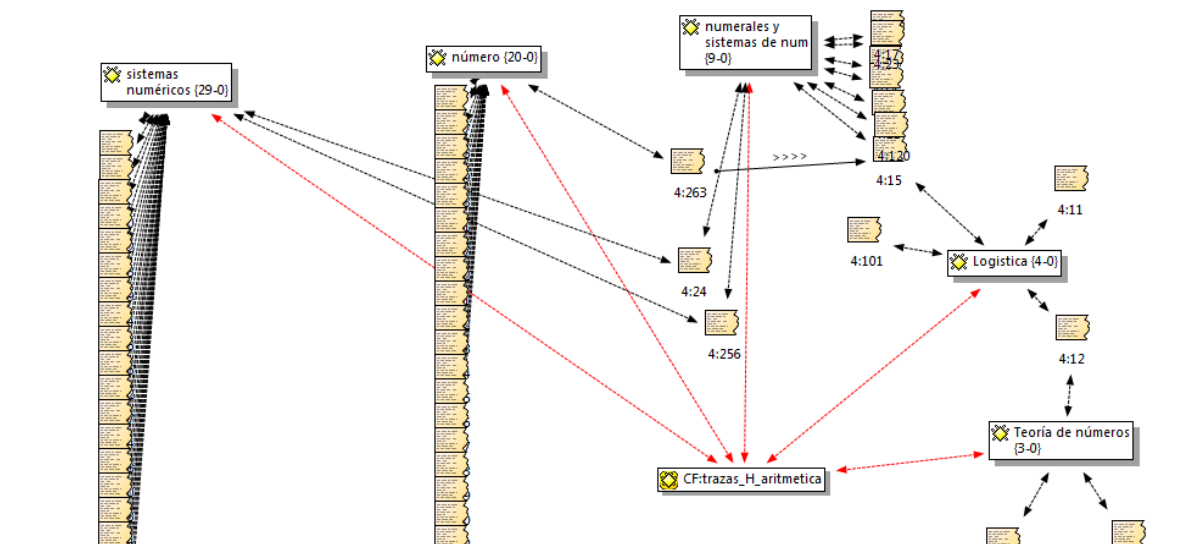 numerales y
sistemas de num
{9-0}
número {20-0}
sistemas
numéricos {29-0}
4:17
4:120
>>>>
4:15
4:263
4:11
4:101
Logistica {4-0}
4:24
4:256
4:12
Teoría de números
{3-0}
CF:trazas_H_aritmetica